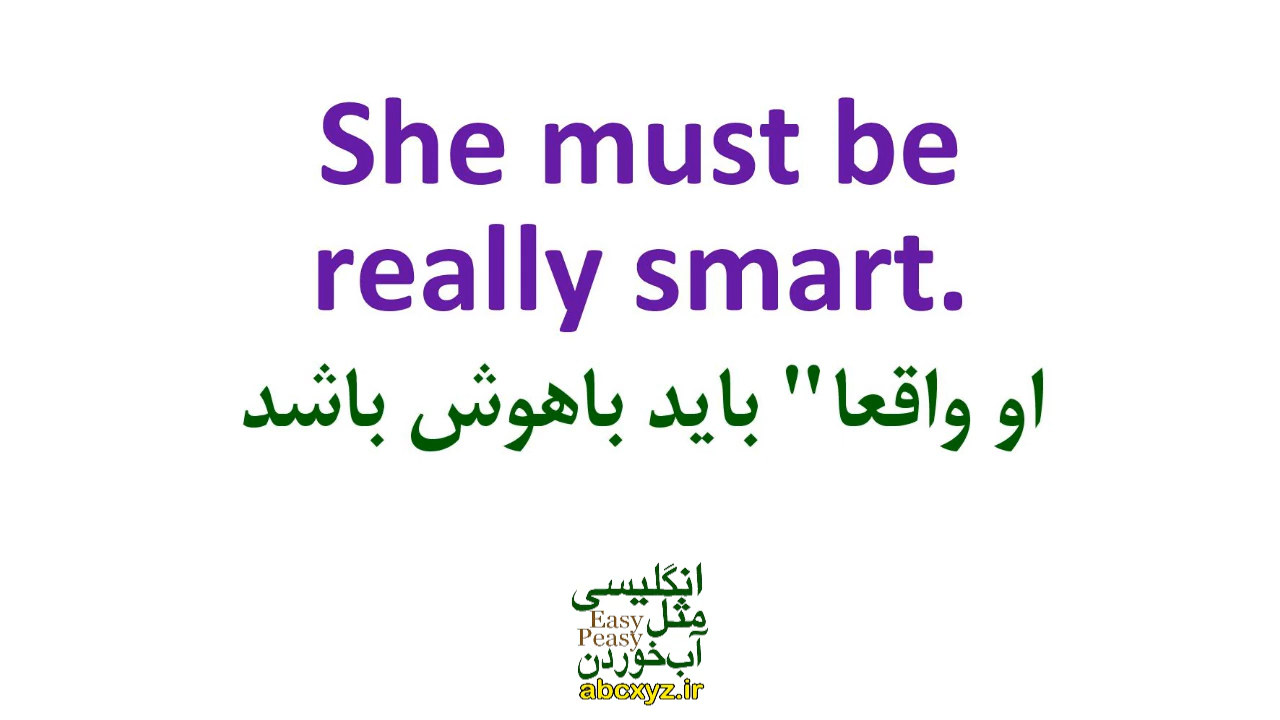 She must be
really smart.
او واقعا" باید باهوش باشد
انگلیسی
مثل
Easy
Peasy
آب‌خوردن
abcxyz.ir